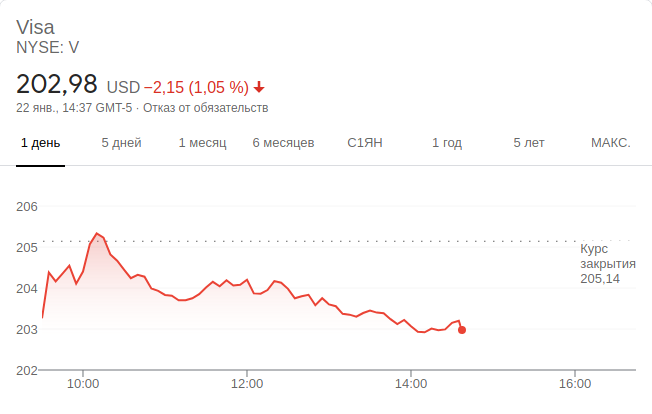 Visa
NYSE: V
202,98 USD −2,15 (1,05 %)
22 янв., 14:37 GMT-5 · Отказ от обязательств
1 день 5 дней 1 месяц 6 месяцев С1ЯН 1 год 5 лет МАКС.
206
205
204
203
202
Курс
закрытия
205,14
10:00 12:00 14:00 16:00